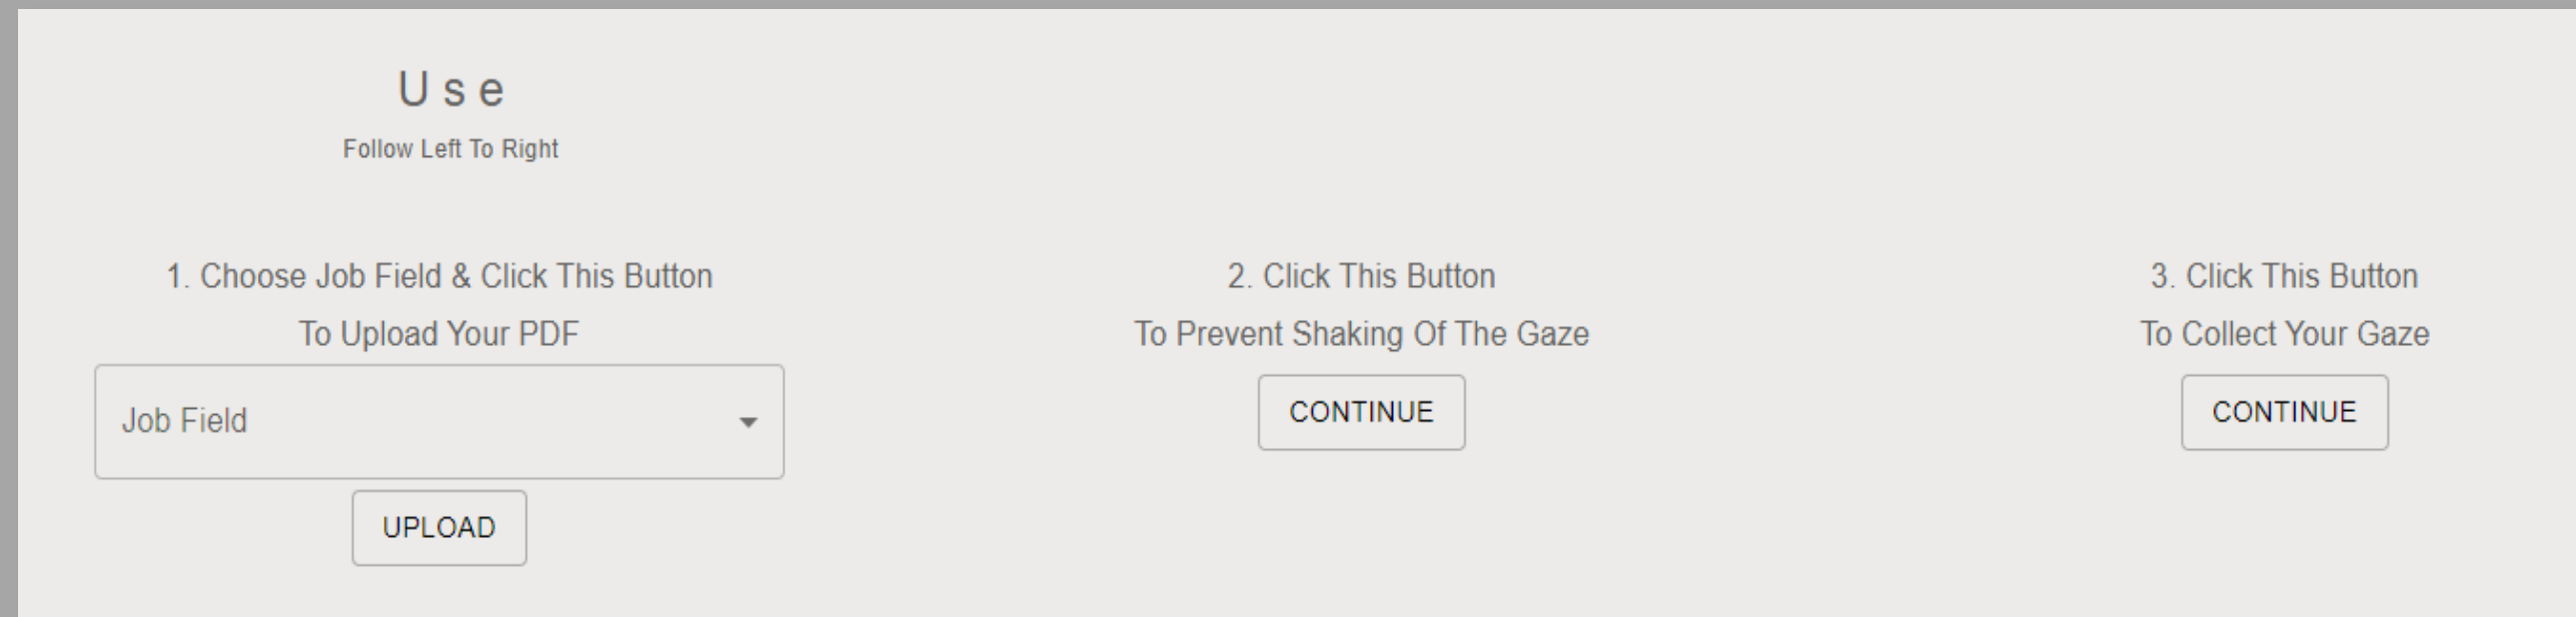 Use
Follow Left To Right
1. Choose Job Field & Click This Button
To Upload Your PDF
Job Field
UPLOAD
2. Click This Button
To Prevent Shaking Of The Gaze
CONTINUE
3. Click This Button
To Collect Your Gaze
CONTINUE